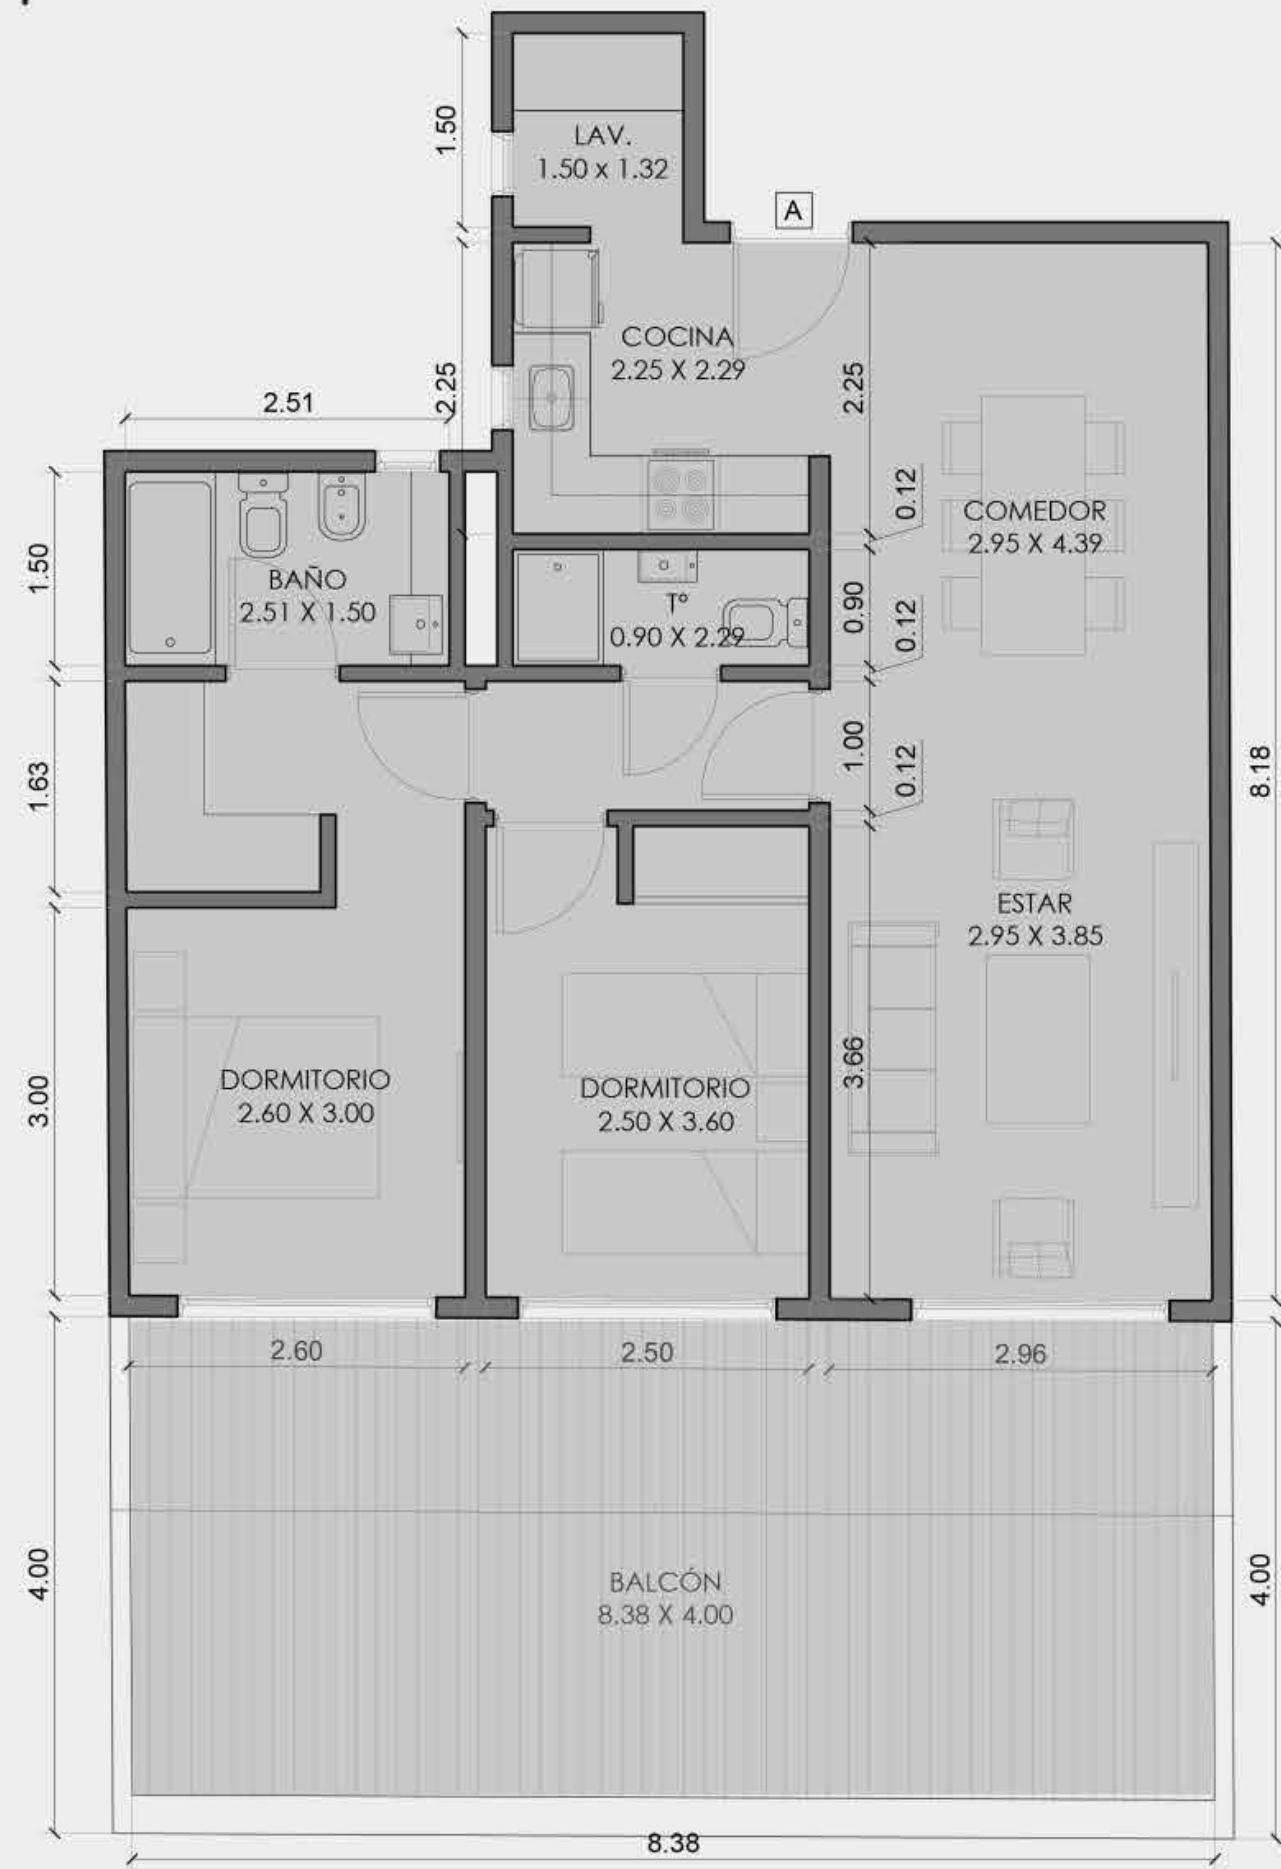 1.50
LAV.
1.50 x 1.32
A
COCINA
2.25 X 2.29
2.25
2.25
2.51
COMEDOR
2.95 X 4.39
0.12
1.50
BAÑO
2.51 X 1.50
Tº
0.90 X 2.29
0.90
0.12
1.63
1.00
0.12
8.18
ESTAR
2.95 X 3.85
3.00
DORMITORIO
2.60 X 3.00
DORMITORIO
2.50 X 3.60
3.66
2.60
2.50
2.96
4.00
BALCÓN
8.38 X 4.00
4.00
8.38